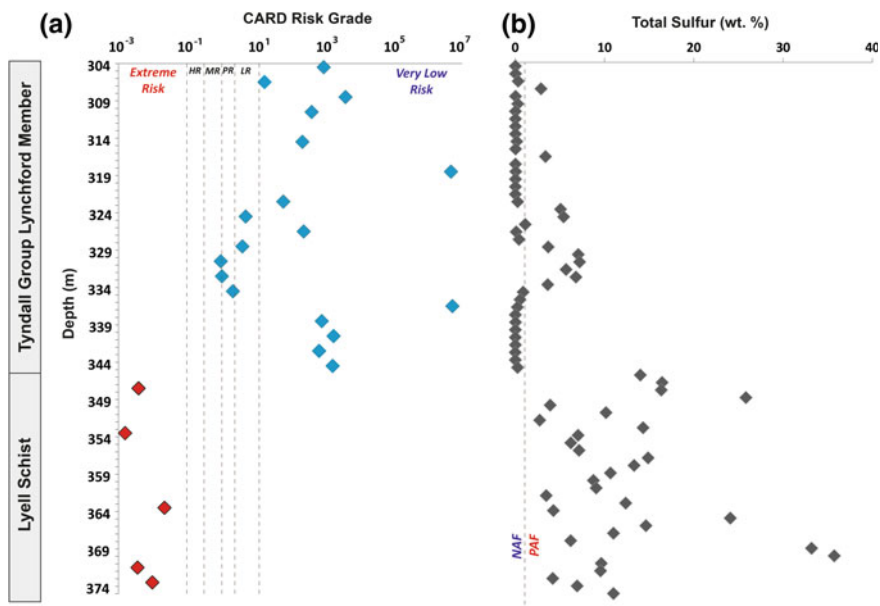 (a)
CARD Risk Grade
10-3
10-1
101
103
105
107
Extreme
Risk
HR
MR
PR
LR
Very Low
Risk
Tyndall Group Lynchford Member
Lyell Schist
Depth (m)
304
309
314
319
324
329
334
339
344
349
354
359
364
369
374
(b)
Total Sulfur (wt. %)
0
10
20
30
40
NAF
PAF